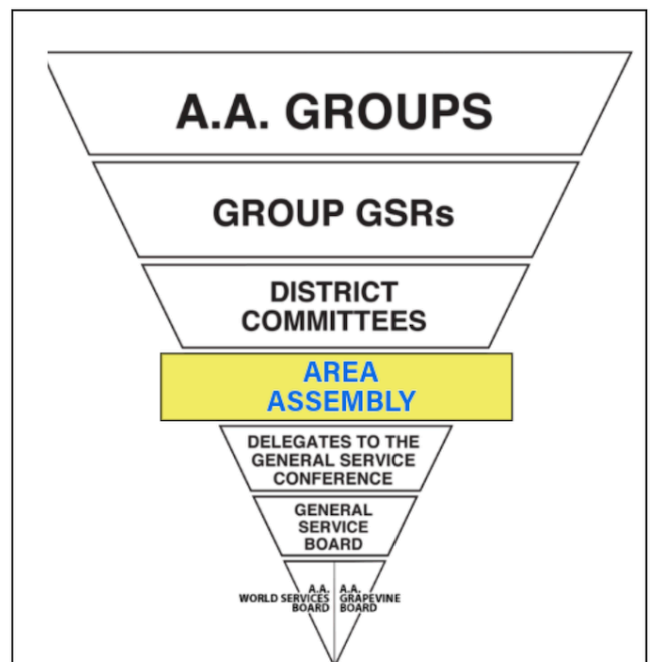 A.A. GROUPS
GROUP GSRs
DISTRICT
COMMITTEES
AREA
ASSEMBLY
DELEGATES TO THE
GENERAL SERVICE
CONFERENCE
GENERAL
SERVICE
BOARD
A.A.
WORLD SERVICES
BOARD
A.A.
GRAPEVINE
BOARD